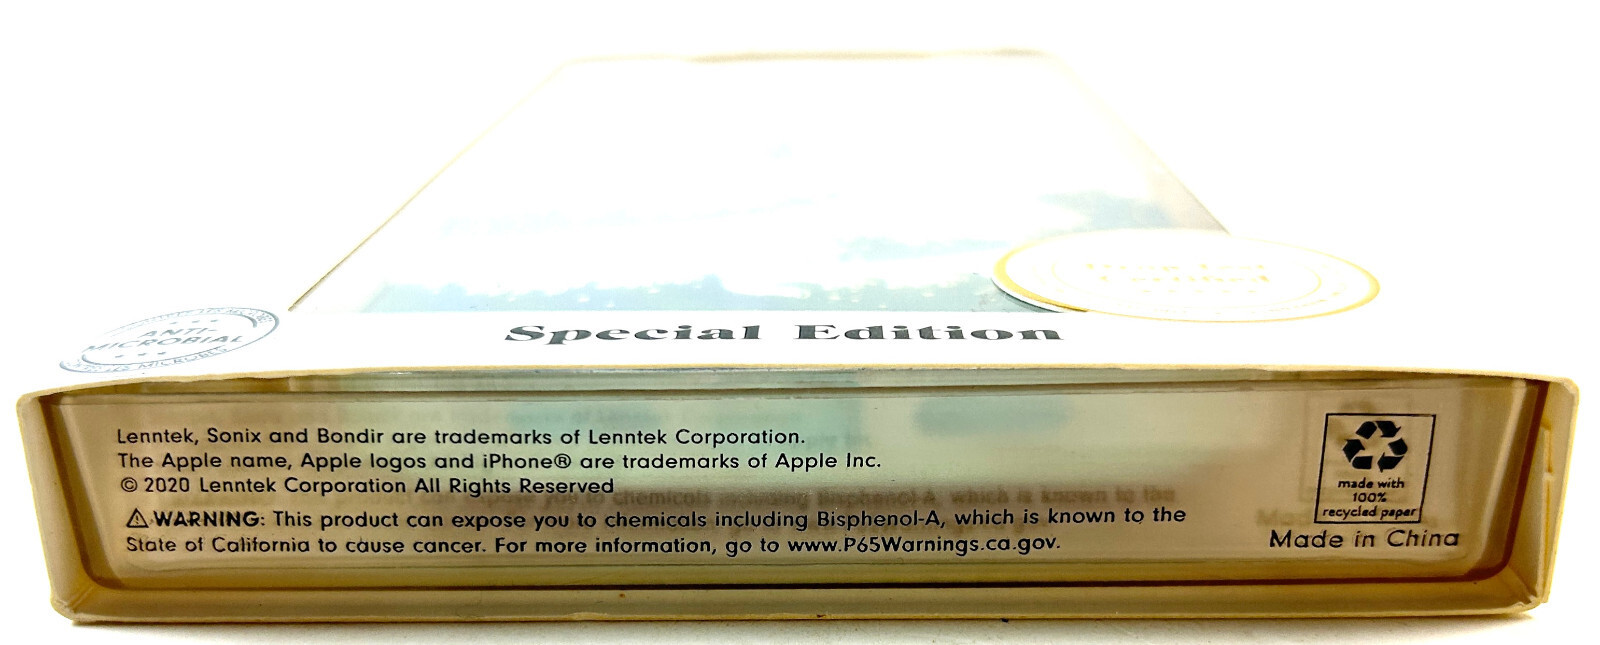 ANTI-
MICROBIAL
Special Edition
Drop Test
Certified
Lenntek, Sonix and Bondir are trademarks of Lenntek Corporation.
The Apple name, Apple logos and iPhone® are trademarks of Apple Inc.
© 2020 Lenntek Corporation All Rights Reserved
⚠WARNING: This product can expose you to chemicals including Bisphenol-A, which is known to the
State of California to cause cancer. For more information, go to www.P65Warnings.ca.gov.
made with
100%
recycled paper
Made in China